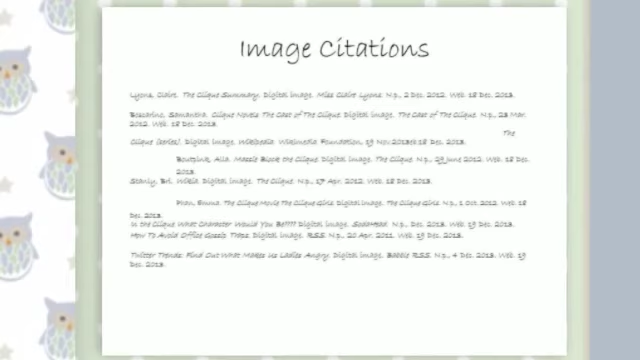 Image Citations
Lyons, Claire. The Clique Summary. Digital image. Miss Claire Lyons. N.p., 2 Dec. 2012. Web. 18 Dec. 2013.
Boscarino, Samantha. Clique Novels The Cast of The Clique. Digital image. The Cast of The Clique. N.p., 23 Mar.
2012. Web. 18 Dec. 2013.
The
Clique (series). Digital image. Wikipedia. Wikimedia Foundation, 19 Nov. 2013. Web. 18 Dec. 2013.
Alla. Massie Block the Clique. Digital image. The Clique. N.p., 29 June 2012. Web. 18 Dec.
2013.
Stanly, Bri. Wikia. Digital image. The Clique. N.p., 17 Apr. 2012. Web. 18 Dec. 2013.
Emma. The Clique Movie The Clique Girls. Digital image. The Clique Girls. N.p., 1 Oct. 2012. Web. 18
Dec. 2013.
In the Clique What Character Would You Be???? Digital image. SodaHead. N.p., Dec. 2013. Web. 19 Dec. 2013.
How To Avoid Office Gossip Traps. Digital image. RSS. N.p., 20 Apr. 2011. Web. 19 Dec. 2013.
Twitter Trends: Find Out What Makes Us Ladies Angry. Digital image. Babble RSS. N.p., 4 Dec. 2013. Web. 19
Dec. 2013.